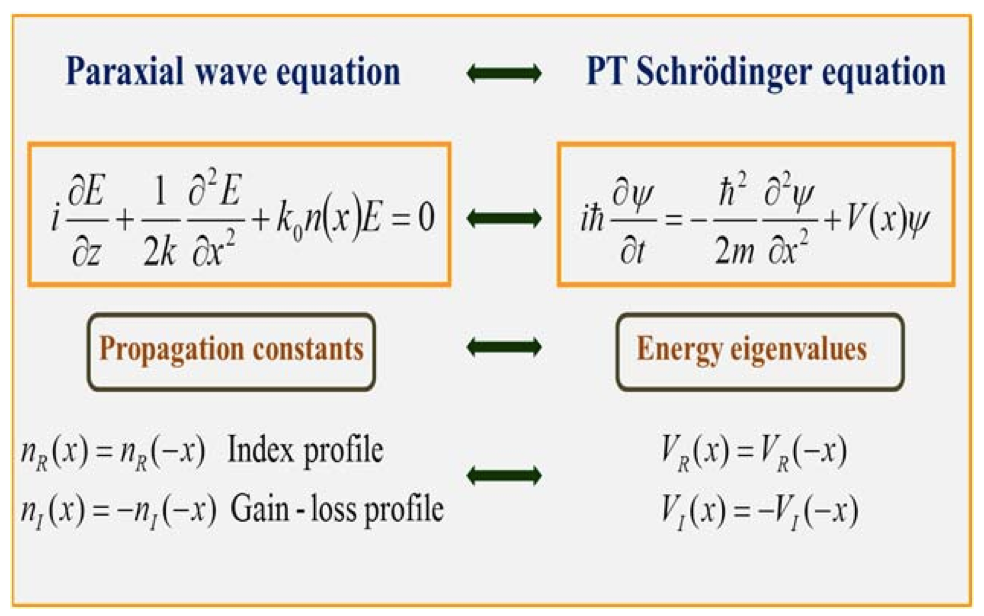 Paraxial wave equation ↔ PT Schrödinger equation
i ∂E/∂z + 1/2k ∂²E/∂x² + k₀n(x)E = 0 ↔ iħ ∂ψ/∂t = − ħ²/2m ∂²ψ/∂x² + V(x)ψ
Propagation constants ↔ Energy eigenvalues
n_R(x) = n_R(−x) Index profile ↔ V_R(x) = V_R(−x)
n_I(x) = −n_I(−x) Gain - loss profile V_I(x) = −V_I(−x)